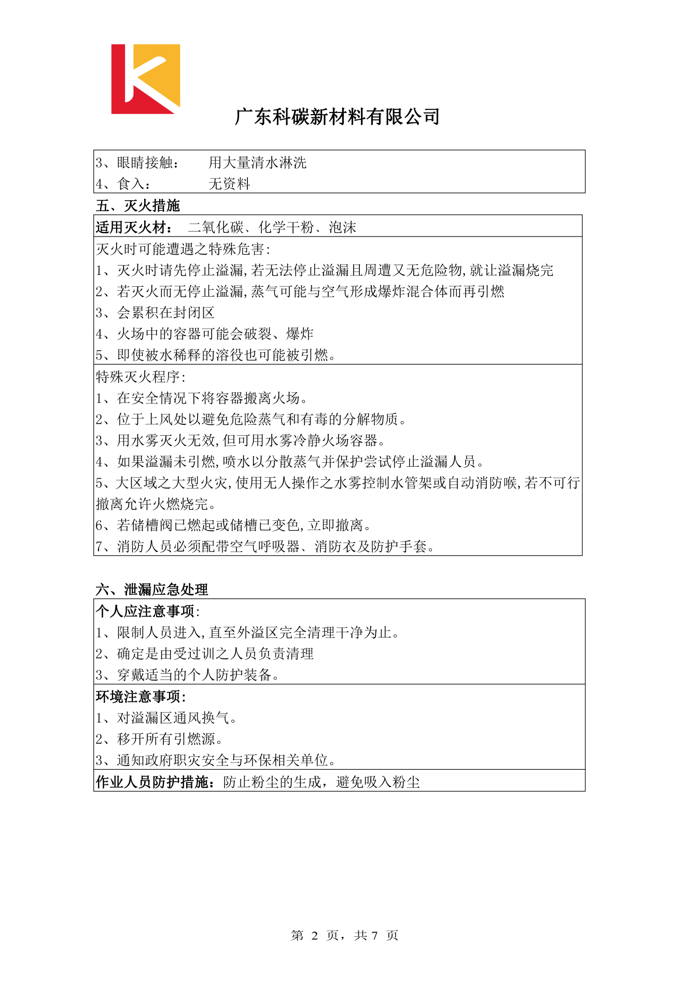 广东科碳新材料有限公司
3、眼睛接触： 用大量清水淋洗
4、食入： 无资料
五、灭火措施
适用灭火材： 二氧化碳、化学干粉、泡沫
灭火时可能遭遇之特殊危害:
1、灭火时请先停止溢漏,若无法停止溢漏且周遭又无危险物,就让溢漏烧完
2、若灭火而无停止溢漏,蒸气可能与空气形成爆炸混合体而再引燃
3、会累积在封闭区
4、火场中的容器可能会破裂、爆炸
5、即使被水稀释的溶役也可能被引燃。
特殊灭火程序:
1、在安全情况下将容器搬离火场。
2、位于上风处以避免危险蒸气和有毒的分解物质。
3、用水雾灭火无效,但可用水雾冷静火场容器。
4、如果溢漏未引燃,喷水以分散蒸气并保护尝试停止溢漏人员。
5、大区域之大型火灾,使用无人操作之水雾控制水管架或自动消防喉,若不可行
撤离允许火燃烧完。
6、若储槽阀已燃起或储槽已变色,立即撤离。
7、消防人员必须配带空气呼吸器、消防衣及防护手套。
六、泄漏应急处理
个人应注意事项:
1、限制人员进入,直至外溢区完全清理干净为止。
2、确定是由受过训之人员负责清理
3、穿戴适当的个人防护装备。
环境注意事项:
1、对溢漏区通风换气。
2、移开所有引燃源。
3、通知政府职灾安全与环保相关单位。
作业人员防护措施：防止粉尘的生成，避免吸入粉尘
第 2 页，共 7 页